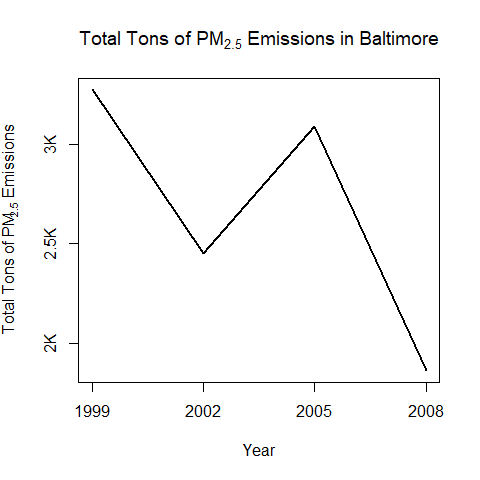 Total Tons of PM2.5 Emissions in Baltimore
Total Tons of PM2.5 Emissions
3K
2.5K
2K
1999 2002 2005 2008
Year